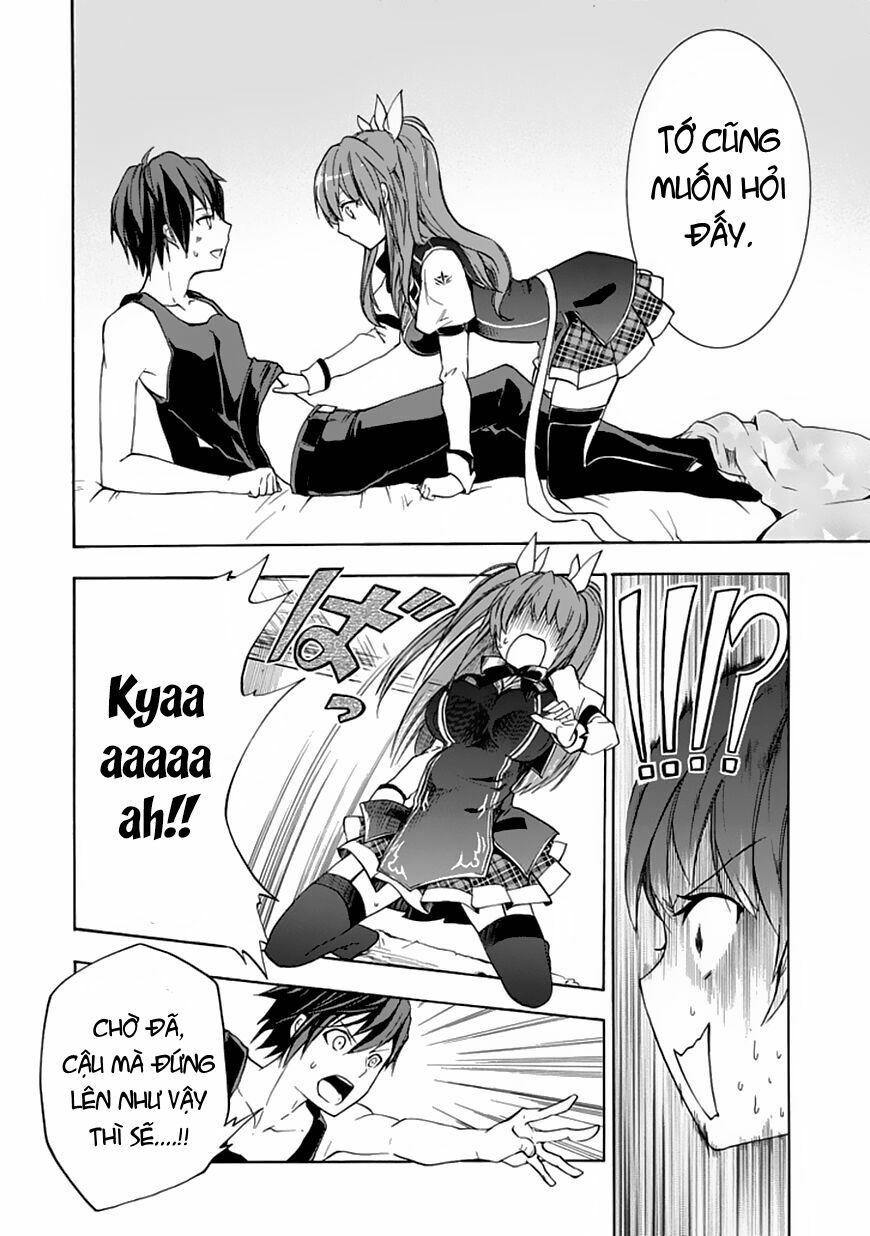 TỚ CŨNG
MUỐN HỎI
ĐẤY.
!!!?
ばっ
Kyaa
aaaaa
ah!!
CHỜ ĐÃ,
CẬU MÀ ĐỨNG
LÊN NHƯ VẬY
THÌ SẼ....!!